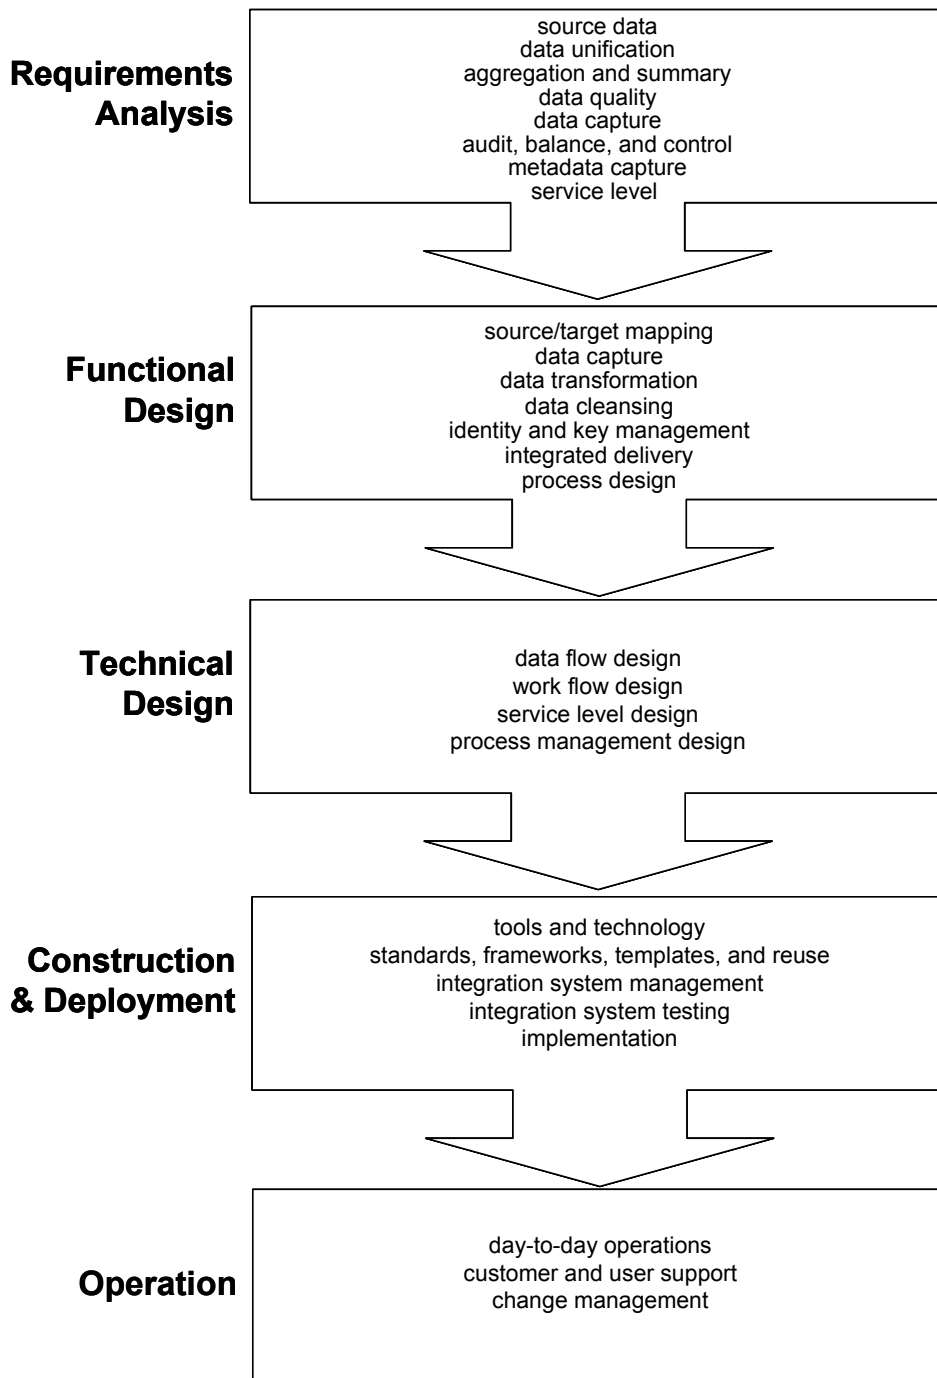 Requirements
Analysis
source data
data unification
aggregation and summary
data quality
data capture
audit, balance, and control
metadata capture
service level
Functional
Design
source/target mapping
data capture
data transformation
data cleansing
identity and key management
integrated delivery
process design
Technical
Design
data flow design
work flow design
service level design
process management design
Construction
& Deployment
tools and technology
standards, frameworks, templates, and reuse
integration system management
integration system testing
implementation
Operation
day-to-day operations
customer and user support
change management